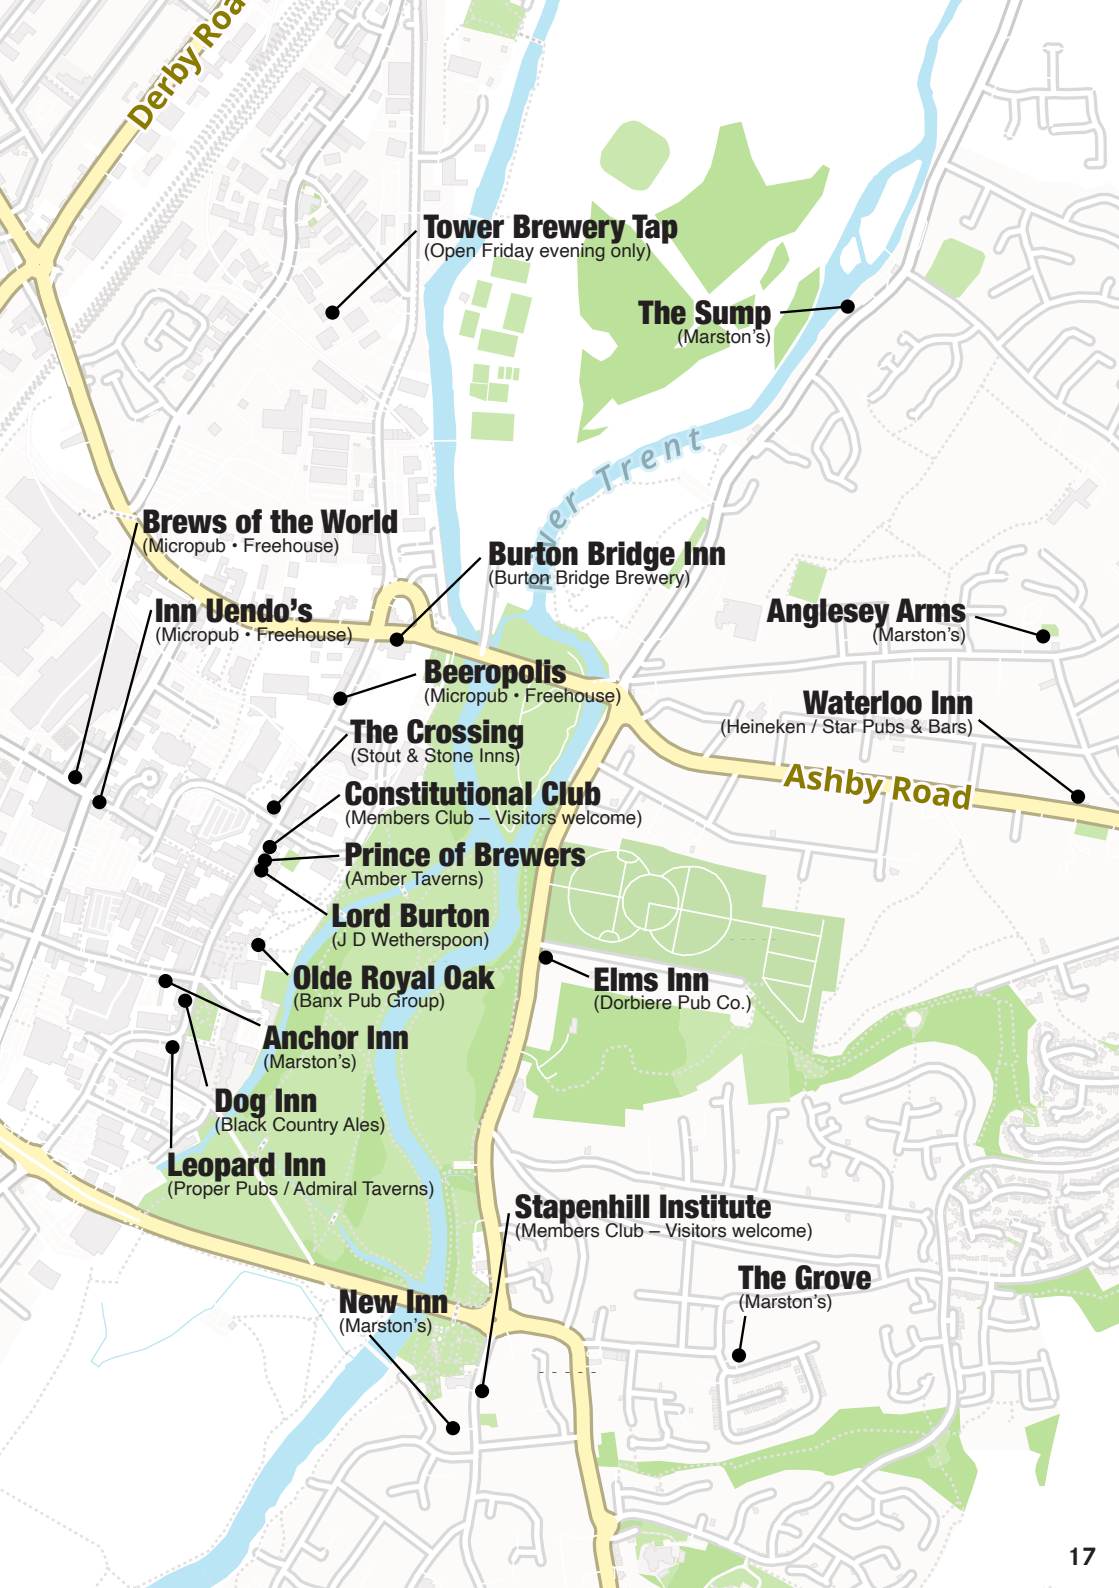 Derby Roa
Tower Brewery Tap
(Open Friday evening only)
The Sump
(Marston's)
River Trent
Brews of the World
(Micropub • Freehouse)
Burton Bridge Inn
(Burton Bridge Brewery)
Inn Uendo's
(Micropub • Freehouse)
Anglesey Arms
(Marston's)
Beeropolis
(Micropub • Freehouse)
Waterloo Inn
(Heineken / Star Pubs & Bars)
The Crossing
(Stout & Stone Inns)
Ashby Road
Constitutional Club
(Members Club – Visitors welcome)
Prince of Brewers
(Amber Taverns)
Lord Burton
(J D Wetherspoon)
Olde Royal Oak
(Banx Pub Group)
Elms Inn
(Dorbiere Pub Co.)
Anchor Inn
(Marston's)
Dog Inn
(Black Country Ales)
Leopard Inn
(Proper Pubs / Admiral Taverns)
Stapenhill Institute
(Members Club – Visitors welcome)
The Grove
(Marston's)
New Inn
(Marston's)
17